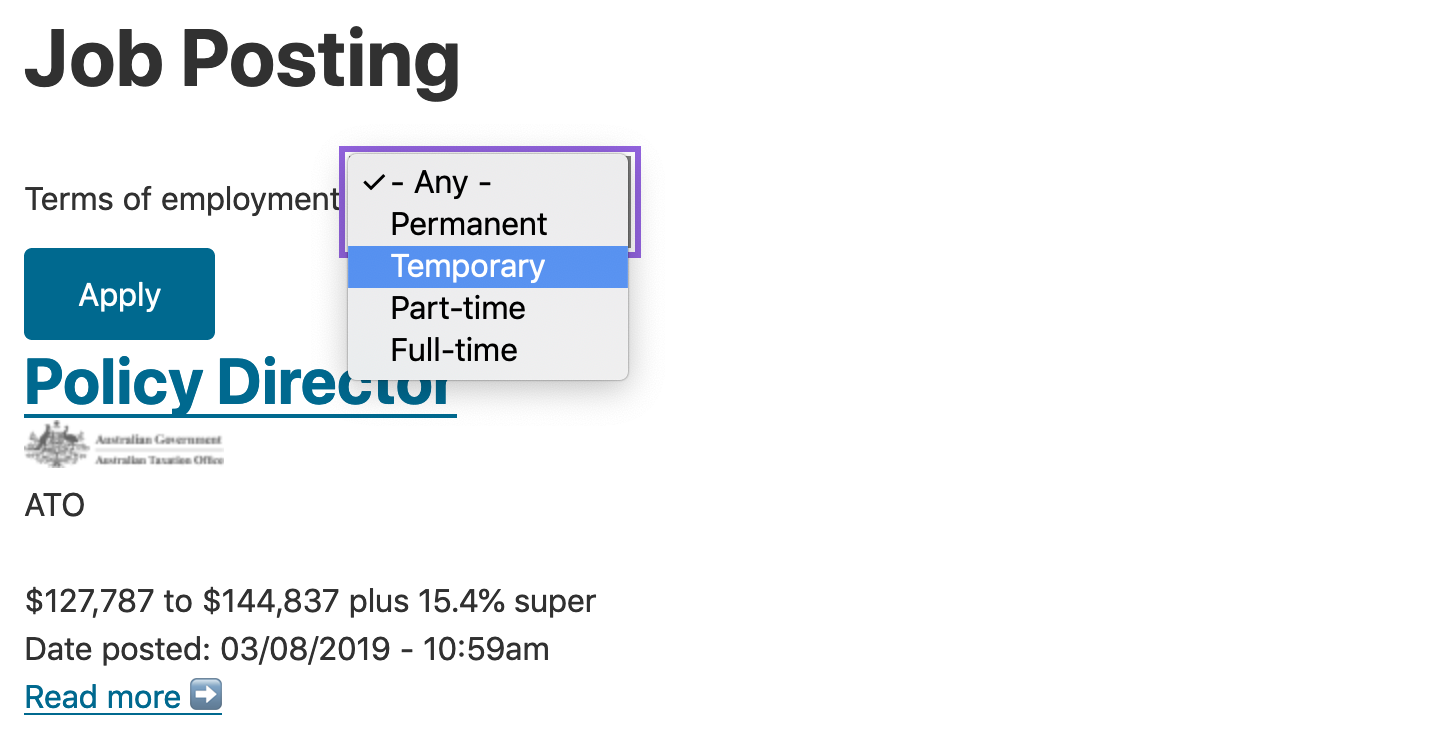 Job Posting
Terms of employment
✓ - Any -
Permanent
Temporary
Part-time
Full-time
Apply
Policy Director
Australian Government
Australian Taxation Office
ATO
$127,787 to $144,837 plus 15.4% super
Date posted: 03/08/2019 - 10:59am
Read more ➡